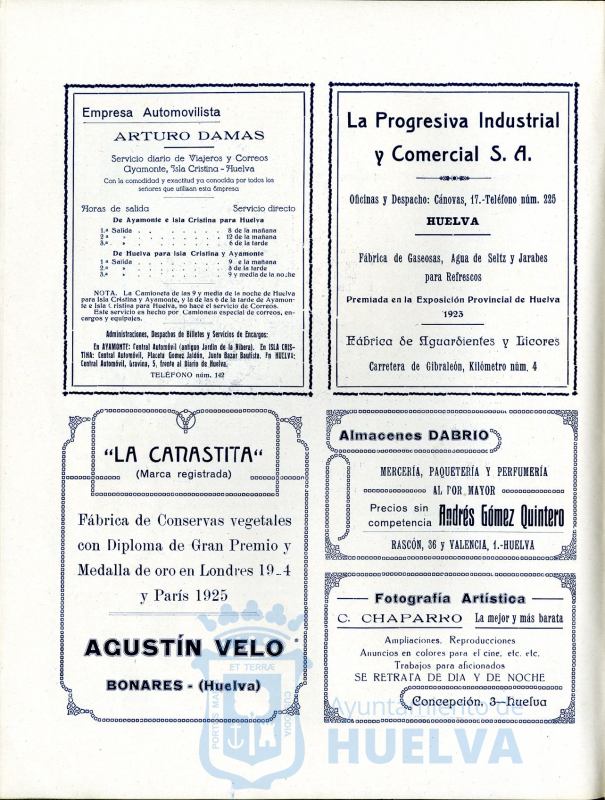 Empresa Automovilista
ARTURO DAMAS
Servicio diario de Viajeros y Correos
Ayamonte, Isla Cristina - Huelva
Con la comodidad y exactitud ya conocida por todos los
señores que utilizan esta Empresa
Horas de salida Servicio directo
De Ayamonte e Isla Cristina para Huelva
1.ª Salida . . . . . . . . 8 de la mañana
2.ª » . . . . . . . . 12 de la mañana
3.ª » . . . . . . . . 6 de la tarde
De Huelva para Isla Cristina y Ayamonte
1.ª Salida . . . . . . . . 9 de la mañana
2.ª » . . . . . . . . 3 de la tarde
3.ª » . . . . . . . . 9 y media de la noche
NOTA. La Camioneta de las 9 y media de la noche de Huelva
para Isla Cristina y Ayamonte, y la de las 6 de la tarde de Ayamon-
te e Isla Cristina para Huelva, no hace el servicio de Correos.
Este servicio es hecho por Camioneta especial de correos, en-
cargos y equipajes.
Administraciones, Despachos de Billetes y Servicios de Encargos:
En AYAMONTE: Central Automóvil (antiguo Jardín de la Ribera). En ISLA CRIS-
TINA: Central Automóvil, Placeta Gómez Jaldón, Junto Bazar Bautista. En HUELVA:
Central Automóvil, Gravina, 5, frente al Diario de Huelva.
TELÉFONO núm. 142
La Progresiva Industrial
y Comercial S. A.
Oficinas y Despacho: Cánovas, 17.-Teléfono núm. 225
HUELVA
Fábrica de Gaseosas, Agua de Seltz y Jarabes
para Refrescos
Premiada en la Exposición Provincial de Huelva
1923
Fábrica de Aguardientes y Licores
Carretera de Gibraleón, Kilómetro núm. 4
"LA CANASTITA"
(Marca registrada)
Fábrica de Conservas vegetales
con Diploma de Gran Premio y
Medalla de oro en Londres 19 4
y París 1925
AGUSTÍN VELO
BONARES - (Huelva)
Almacenes DABRIO
MERCERÍA, PAQUETERÍA Y PERFUMERÍA
AL POR MAYOR
Precios sin
competencia Andrés Gómez Quintero
RASCÓN, 36 y VALENCIA, 1.-HUELVA
Fotografía Artística
C. CHAPARRO La mejor y más barata
Ampliaciones. Reproducciones
Anuncios en colores para el cine, etc. etc.
Trabajos para aficionados
SE RETRATA DE DIA Y DE NOCHE
Concepción, 3—Huelva
ET TERRÆ
PORTUS MARIS
CUSTODIA
Ayuntamiento de
HUELVA